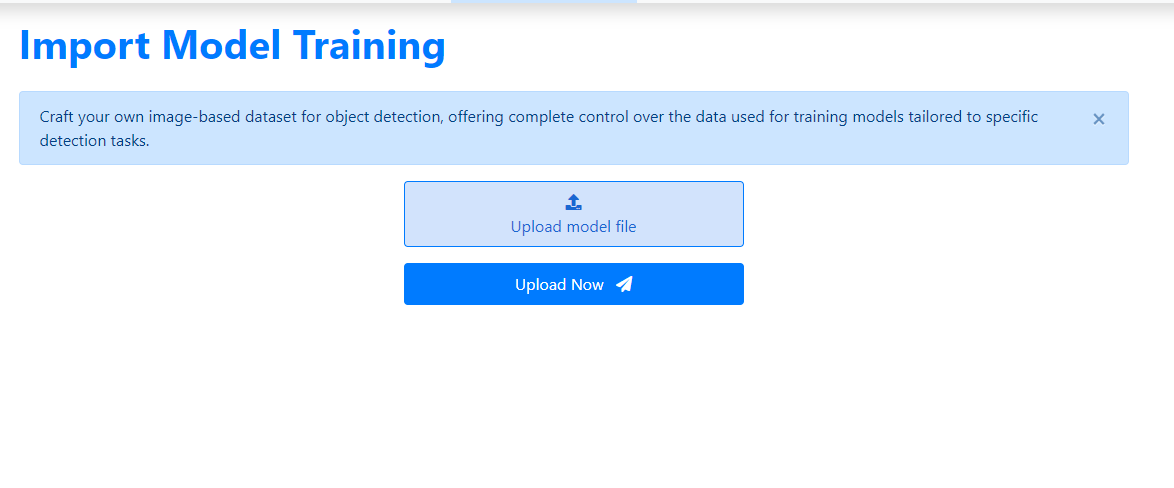 Import Model Training
Craft your own image-based dataset for object detection, offering complete control over the data used for training models tailored to specific
detection tasks.
×
Upload model file
Upload Now